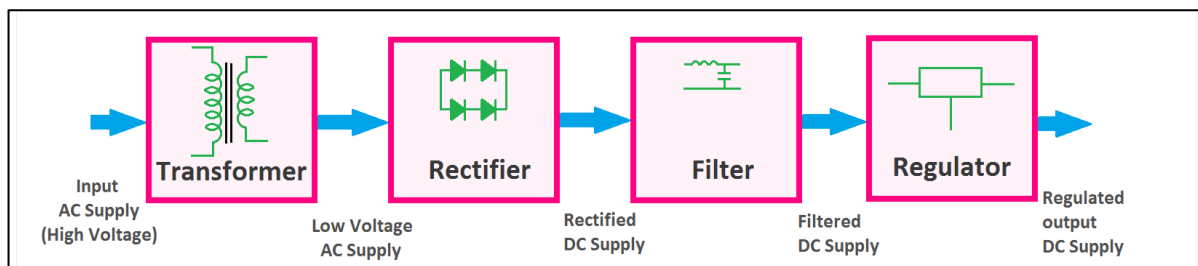 Transformer
Rectifier
Filter
Regulator
Input
AC Supply
(High Voltage)
Low Voltage
AC Supply
Rectified
DC Supply
Filtered
DC Supply
Regulated
output
DC Supply